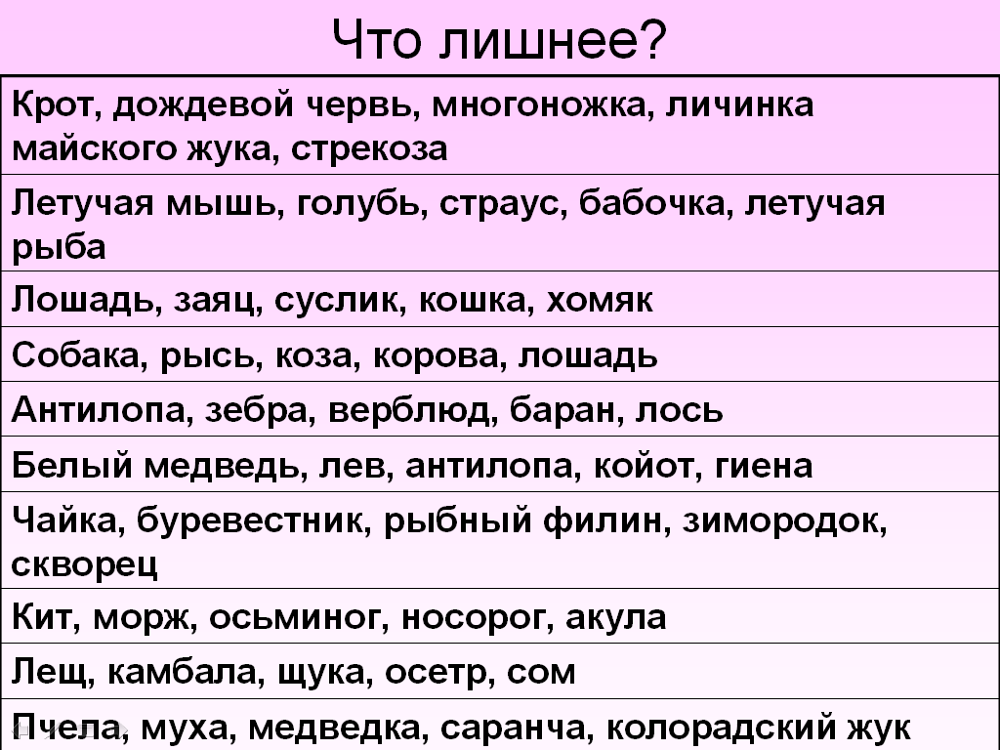 Что лишнее?
Крот, дождевой червь, многоножка, личинка
майского жука, стрекоза
Летучая мышь, голубь, страус, бабочка, летучая
рыба
Лошадь, заяц, суслик, кошка, хомяк
Собака, рысь, коза, корова, лошадь
Антилопа, зебра, верблюд, баран, лось
Белый медведь, лев, антилопа, койот, гиена
Чайка, буревестник, рыбный филин, зимородок,
скворец
Кит, морж, осьминог, носорог, акула
Лещ, камбала, щука, осетр, сом
Пчела, муха, медведка, саранча, колорадский жук